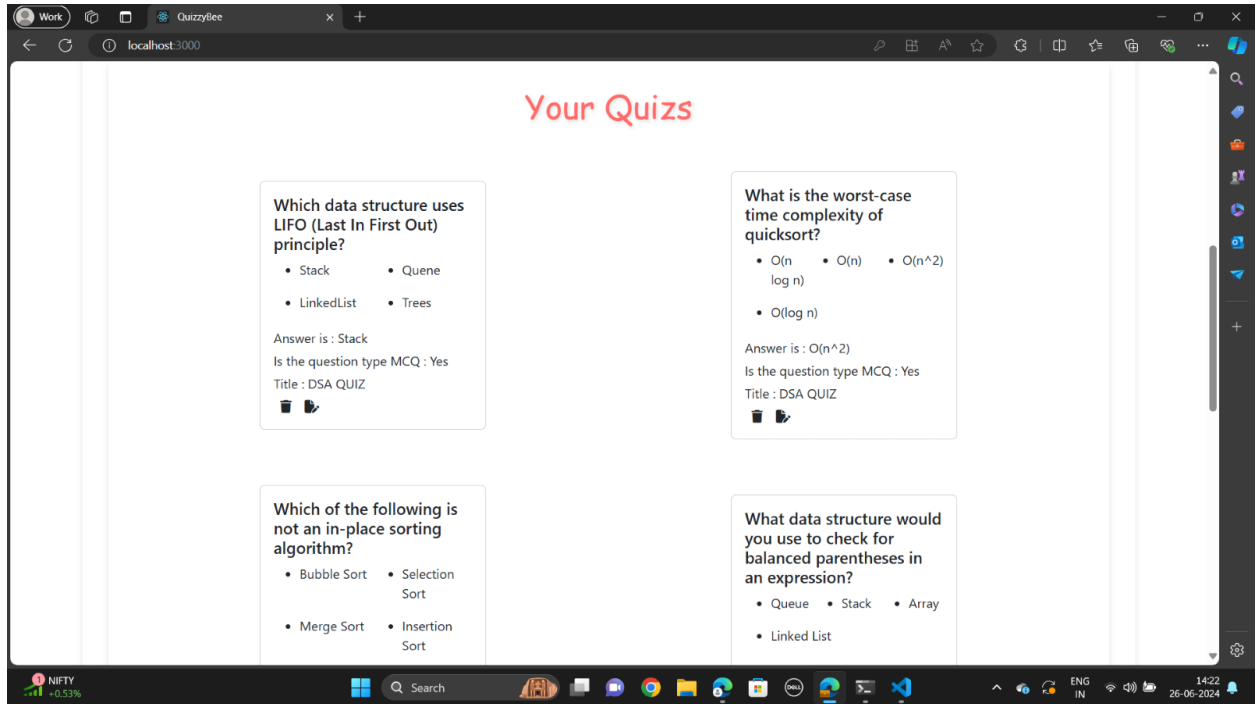 Work
QuizzyBee
localhost:3000
Your Quizs
Which data structure uses
LIFO (Last In First Out)
principle?
Stack
Quene
LinkedList
Trees
Answer is : Stack
Is the question type MCQ : Yes
Title : DSA QUIZ
What is the worst-case
time complexity of
quicksort?
O(n
log n)
O(n)
O(n^2)
O(log n)
Answer is : O(n^2)
Is the question type MCQ : Yes
Title : DSA QUIZ
Which of the following is
not an in-place sorting
algorithm?
Bubble Sort
Selection
Sort
Merge Sort
Insertion
Sort
What data structure would
you use to check for
balanced parentheses in
an expression?
Queue
Stack
Array
Linked List
1
NIFTY
+0.53%
Search
DELL
ENG
IN
14:22
26-06-2024